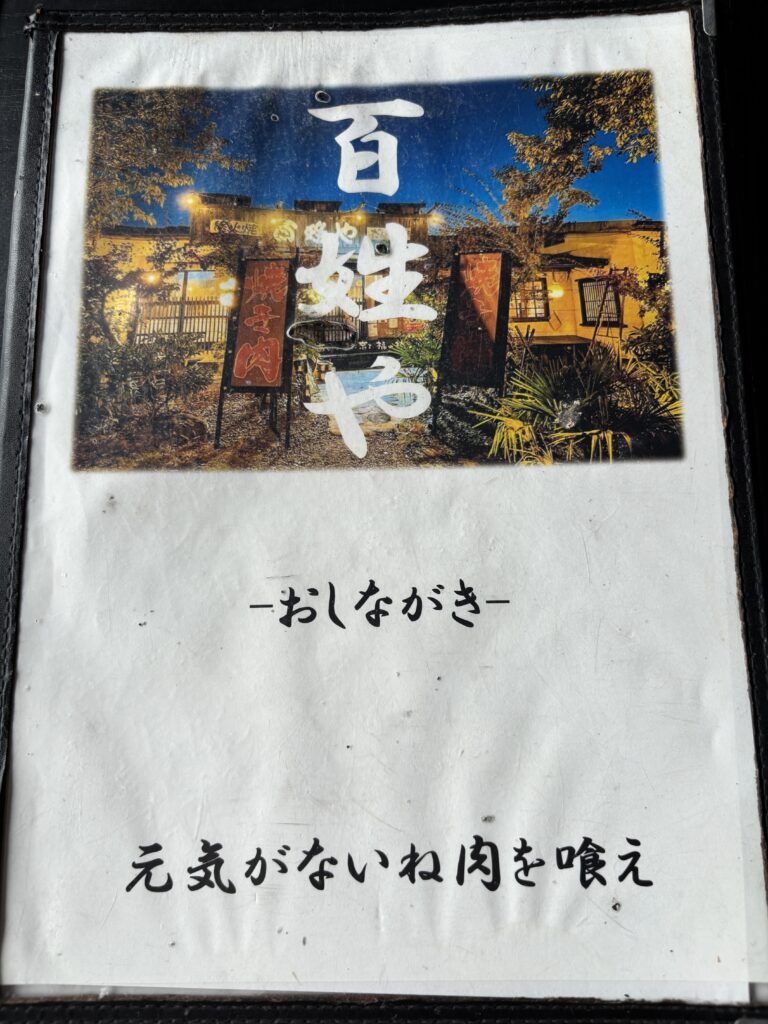 百姓や
焼き肉
-おしながき-
元気がないね肉を喰え